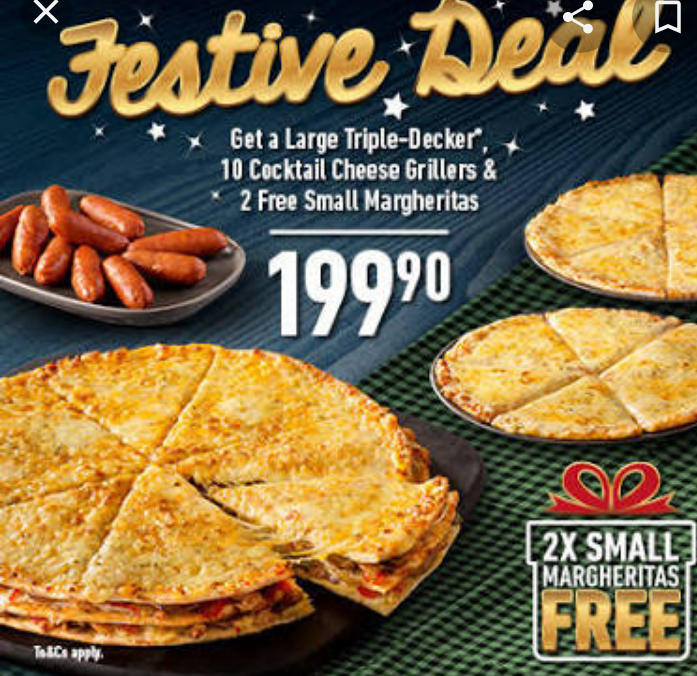 Festive Deal
Get a Large Triple-Decker*,
10 Cocktail Cheese Grillers &
2 Free Small Margheritas
19990
2X SMALL
MARGHERITAS
FREE
Ts&Cs apply.